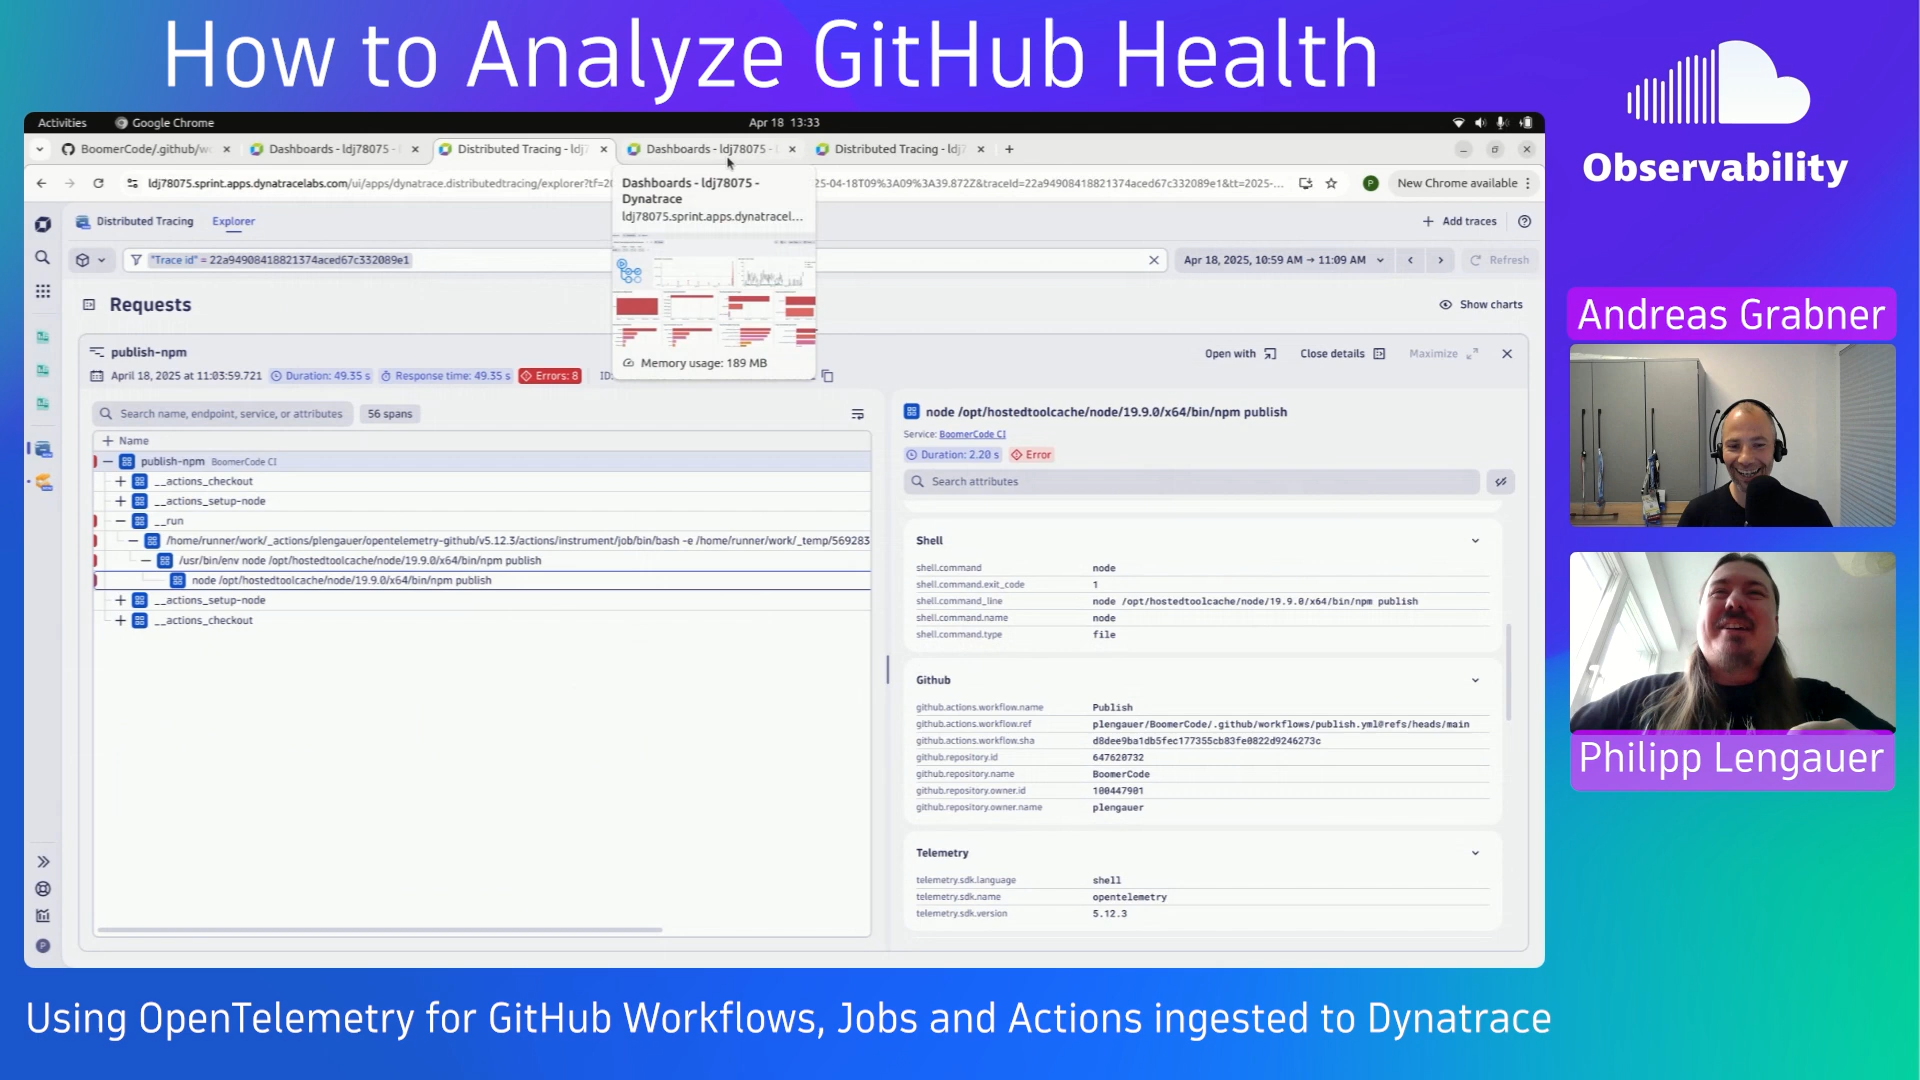 How to Analyze GitHub Health
Observability
Activities
Google Chrome
Apr 18 13:33
BoomerCode/.github/w
Dashboards - ldj78075 -
Distributed Tracing - ldj7
Dashboards - ldj78075 -
Distributed Tracing - ldj7
ldj78075.sprint.apps.dynatracelabs.com/ui/apps/dynatrace.distributedtracing/explorer?tf=20
25-04-18T09%3A09%3A39.872Z&traceId=22a94908418821374aced67c332089e1&tt=2025-...
New Chrome available
Dashboards - ldj78075 -
Dynatrace
ldj78075.sprint.apps.dynatracel...
Memory usage: 189 MB
Distributed Tracing
Explorer
Add traces
"Trace id" = 22a94908418821374aced67c332089e1
Apr 18, 2025, 10:59 AM → 11:09 AM
Refresh
Requests
Show charts
publish-npm
Open with
Close details
Maximize
April 18, 2025 at 11:03:59.721
Duration: 49.35 s
Response time: 49.35 s
Errors: 8
ID:
Search name, endpoint, service, or attributes
56 spans
Name
publish-npm BoomerCode CI
__actions_checkout
__actions_setup-node
__run
/home/runner/work/_actions/plengauer/opentelemetry-github/v5.12.3/actions/instrument/job/bin/bash -e /home/runner/work/_temp/569283
/usr/bin/env node /opt/hostedtoolcache/node/19.9.0/x64/bin/npm publish
node /opt/hostedtoolcache/node/19.9.0/x64/bin/npm publish
__actions_setup-node
__actions_checkout
node /opt/hostedtoolcache/node/19.9.0/x64/bin/npm publish
Service: BoomerCode CI
Duration: 2.20 s
Error
Search attributes
Shell
shell.command node
shell.command.exit_code 1
shell.command_line node /opt/hostedtoolcache/node/19.9.0/x64/bin/npm publish
shell.command.name node
shell.command.type file
Github
github.actions.workflow.name Publish
github.actions.workflow.ref plengauer/BoomerCode/.github/workflows/publish.yml@refs/heads/main
github.actions.workflow.sha d8dee9ba1db5fec177355cb83fe0822d9246273c
github.repository.id 647620732
github.repository.name BoomerCode
github.repository.owner.id 100447901
github.repository.owner.name plengauer
Telemetry
telemetry.sdk.language shell
telemetry.sdk.name opentelemetry
telemetry.sdk.version 5.12.3
Andreas Grabner
Philipp Lengauer
Using OpenTelemetry for GitHub Workflows, Jobs and Actions ingested to Dynatrace